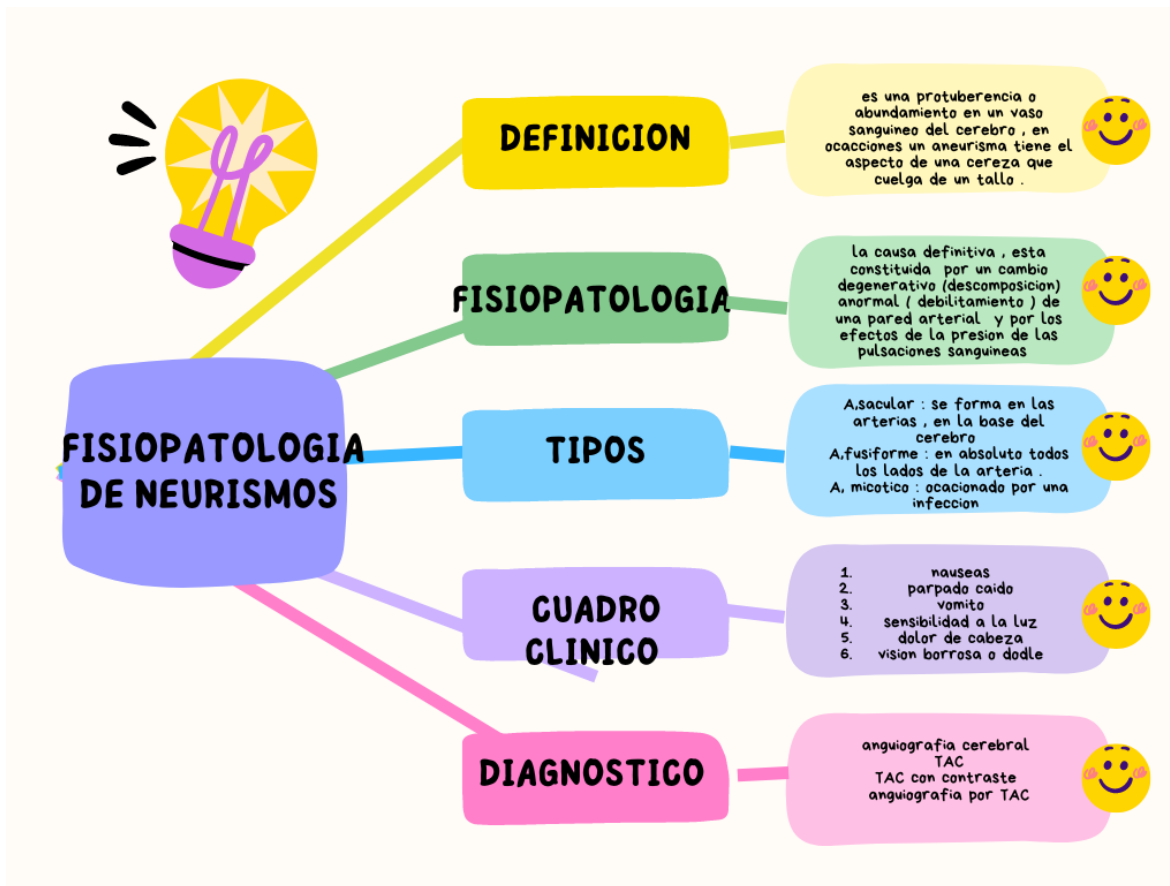 FISIOPATOLOGIA
DE NEURISMOS
DEFINICION
es una protuberencia o
abundamiento en un vaso
sanguineo del cerebro , en
ocacciones un aneurisma tiene el
aspecto de una cereza que
cuelga de un tallo .
FISIOPATOLOGIA
la causa definitiva , esta
constituida por un cambio
degenerativo (descomposicion)
anormal ( debilitamiento ) de
una pared arterial y por los
efectos de la presion de las
pulsaciones sanguineas
TIPOS
A,sacular : se forma en las
arterias , en la base del
cerebro
A,fusiforme : en absoluto todos
los lados de la arteria .
A, micotico : ocacionado por una
infeccion
CUADRO
CLINICO
1. nauseas
2. parpado caido
3. vomito
4. sensibilidad a la luz
5. dolor de cabeza
6. vision borrosa o dodle
DIAGNOSTICO
anguiografia cerebral
TAC
TAC con contraste
anguiografia por TAC